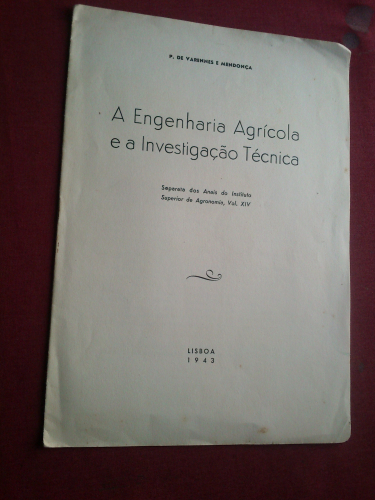 P. DE VARENNES E MENDONÇA
A Engenharia Agrícola
e a Investigação Técnica
Separata dos Anais do Instituto
Superior de Agronomia, Vol. XIV
LISBOA
1943